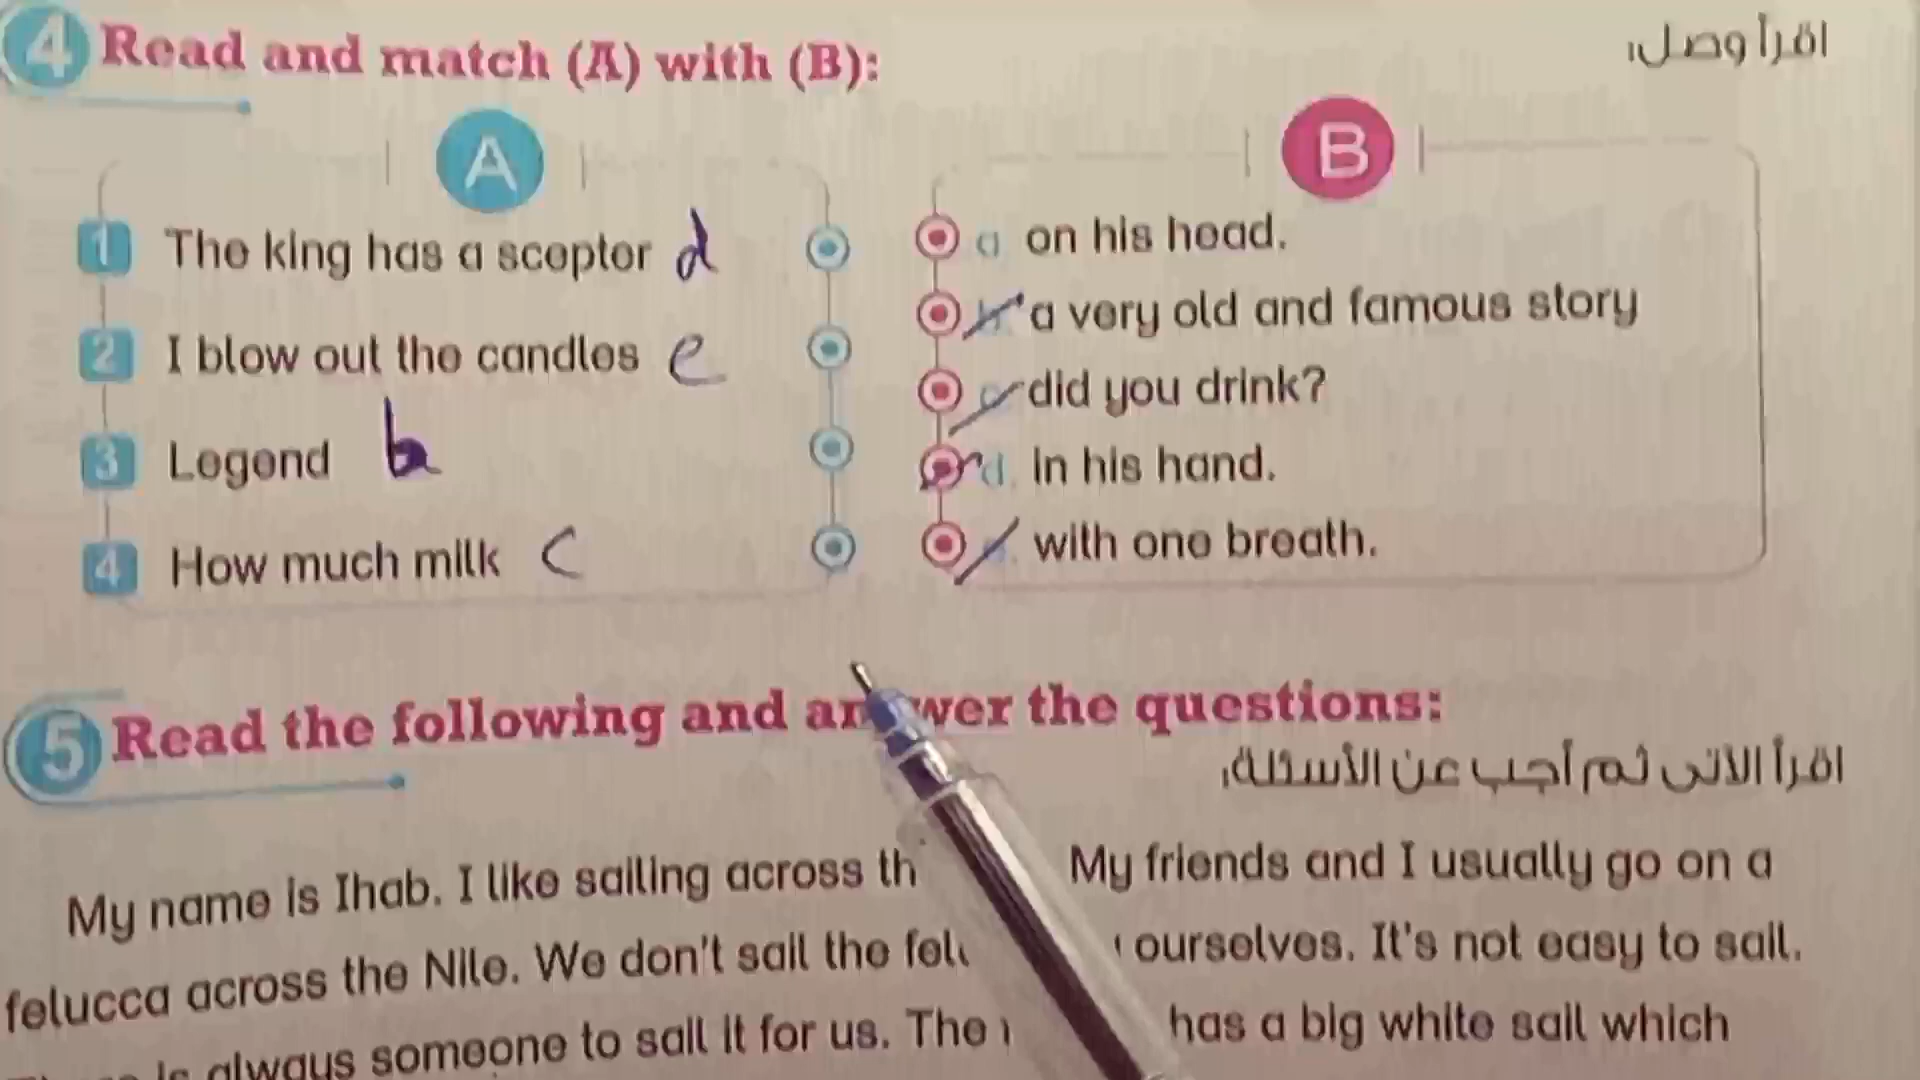 4 Read and match (A) with (B):
اقرأ وصل:
A
B
1 The king has a scepter d
2 I blow out the candles e
3 Legend b
4 How much milk c
a on his head.
a very old and famous story
did you drink?
d. in his hand.
with one breath.
5 Read the following and answer the questions:
اقرأ الآتى ثم أجب عن الأسئلة:
My name is Ihab. I like sailing across th My friends and I usually go on a
felucca across the Nile. We don't sail the felu ourselves. It's not easy to sail.
is always someone to sail it for us. The has a big white sail which